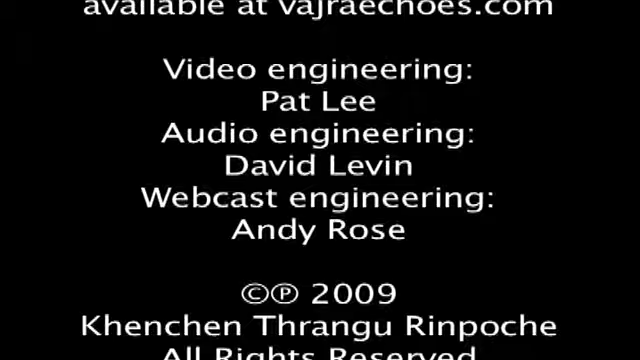 available at vajraechoes.com
Video engineering:
Pat Lee
Audio engineering:
David Levin
Webcast engineering:
Andy Rose
©℗ 2009
Khenchen Thrangu Rinpoche
All Rights Reserved